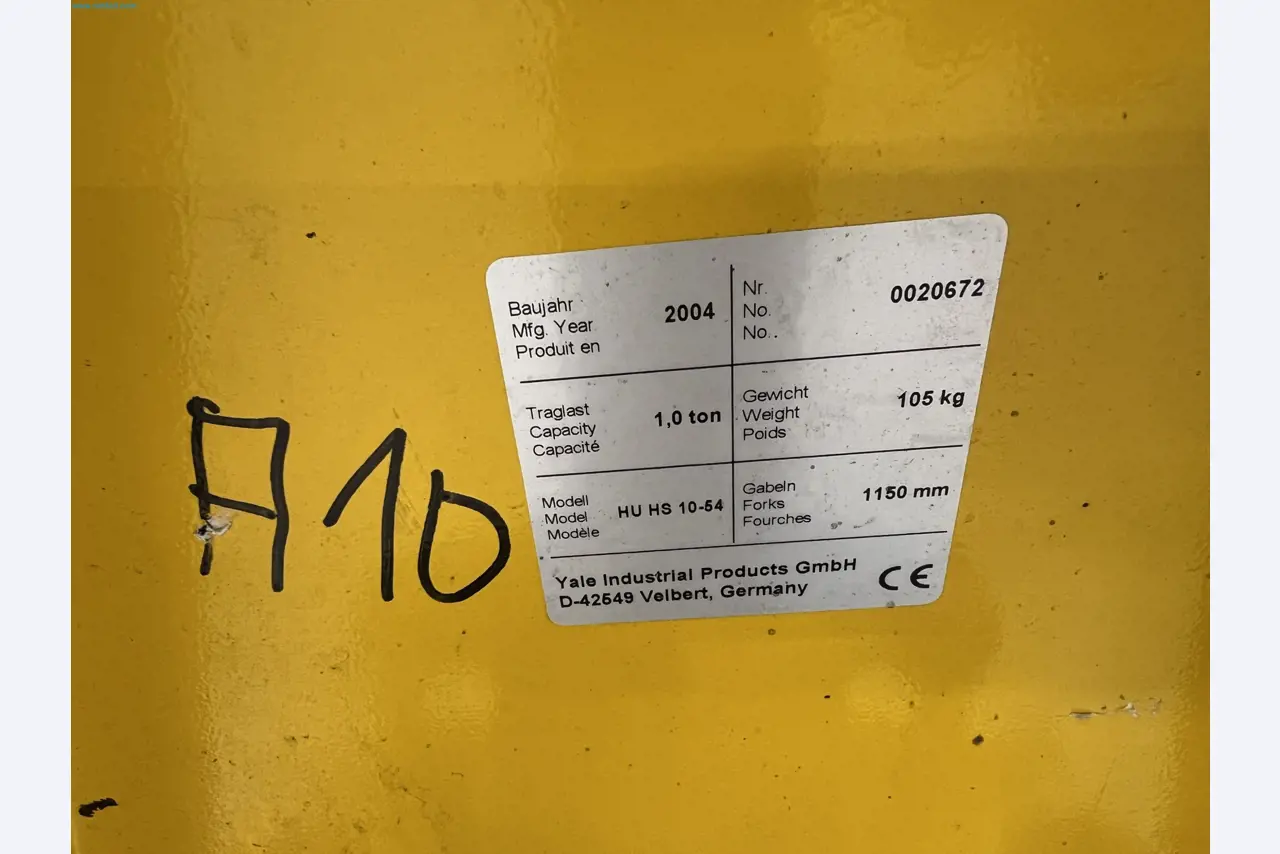 Baujahr
Mfg. Year
Produit en
2004
Nr.
No.
No..
0020672
Traglast
Capacity
Capacité
1,0 ton
Gewicht
Weight
Poids
105 kg
Modell
Model
Modèle
HU HS 10-54
Gabeln
Forks
Fourches
1150 mm
Yale Industrial Products GmbH
D-42549 Velbert, Germany
CE
A10